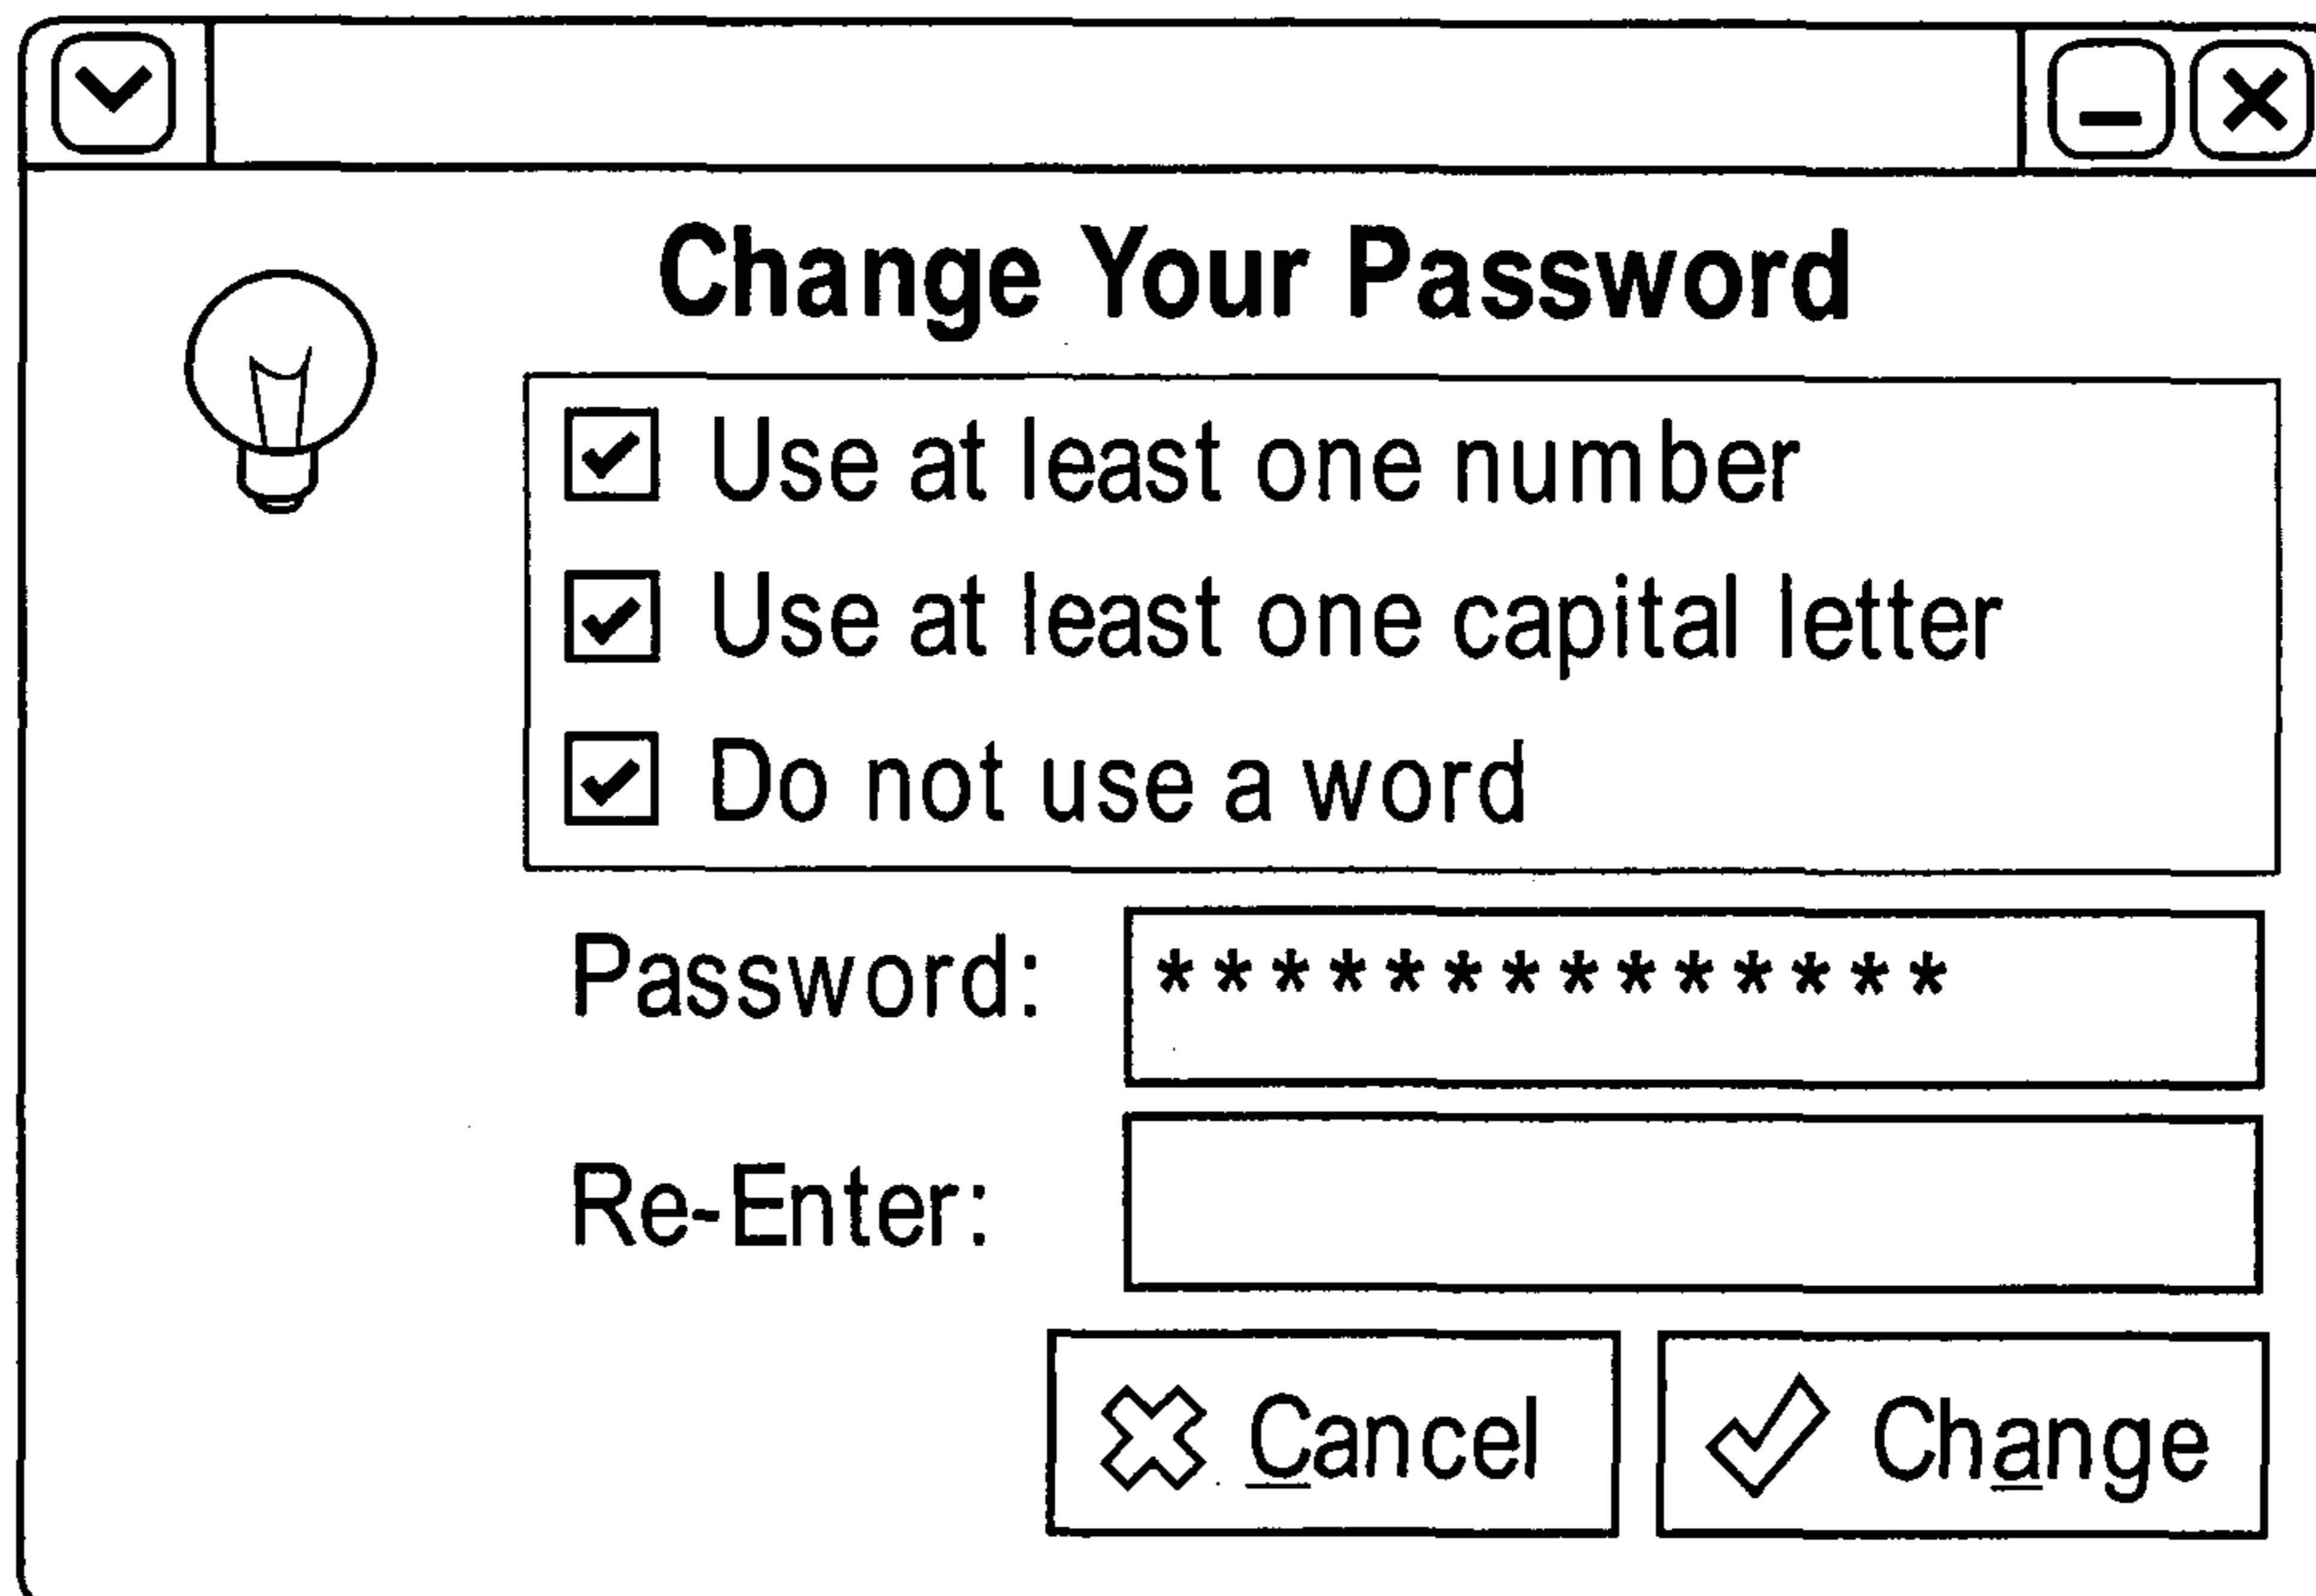 Change Your Password
Use at least one number
Use at least one capital letter
Do not use a word
Password: **************
Re-Enter:
Cancel Change